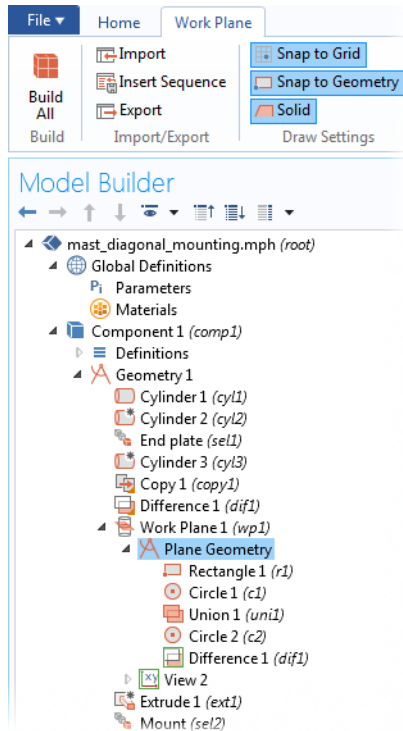 File ▾ Home Work Plane
Import
Insert Sequence
Export
Build
All
Snap to Grid
Snap to Geometry
Solid
Build Import/Export Draw Settings
Model Builder
mast_diagonal_mounting.mph (root)
Global Definitions
Pi Parameters
Materials
Component 1 (comp1)
Definitions
Geometry 1
Cylinder 1 (cyl1)
Cylinder 2 (cyl2)
End plate (sel1)
Cylinder 3 (cyl3)
Copy 1 (copy1)
Difference 1 (dif1)
Work Plane 1 (wp1)
Plane Geometry
Rectangle 1 (r1)
Circle 1 (c1)
Union 1 (uni1)
Circle 2 (c2)
Difference 1 (dif1)
xy View 2
Extrude 1 (ext1)
Mount (sel2)